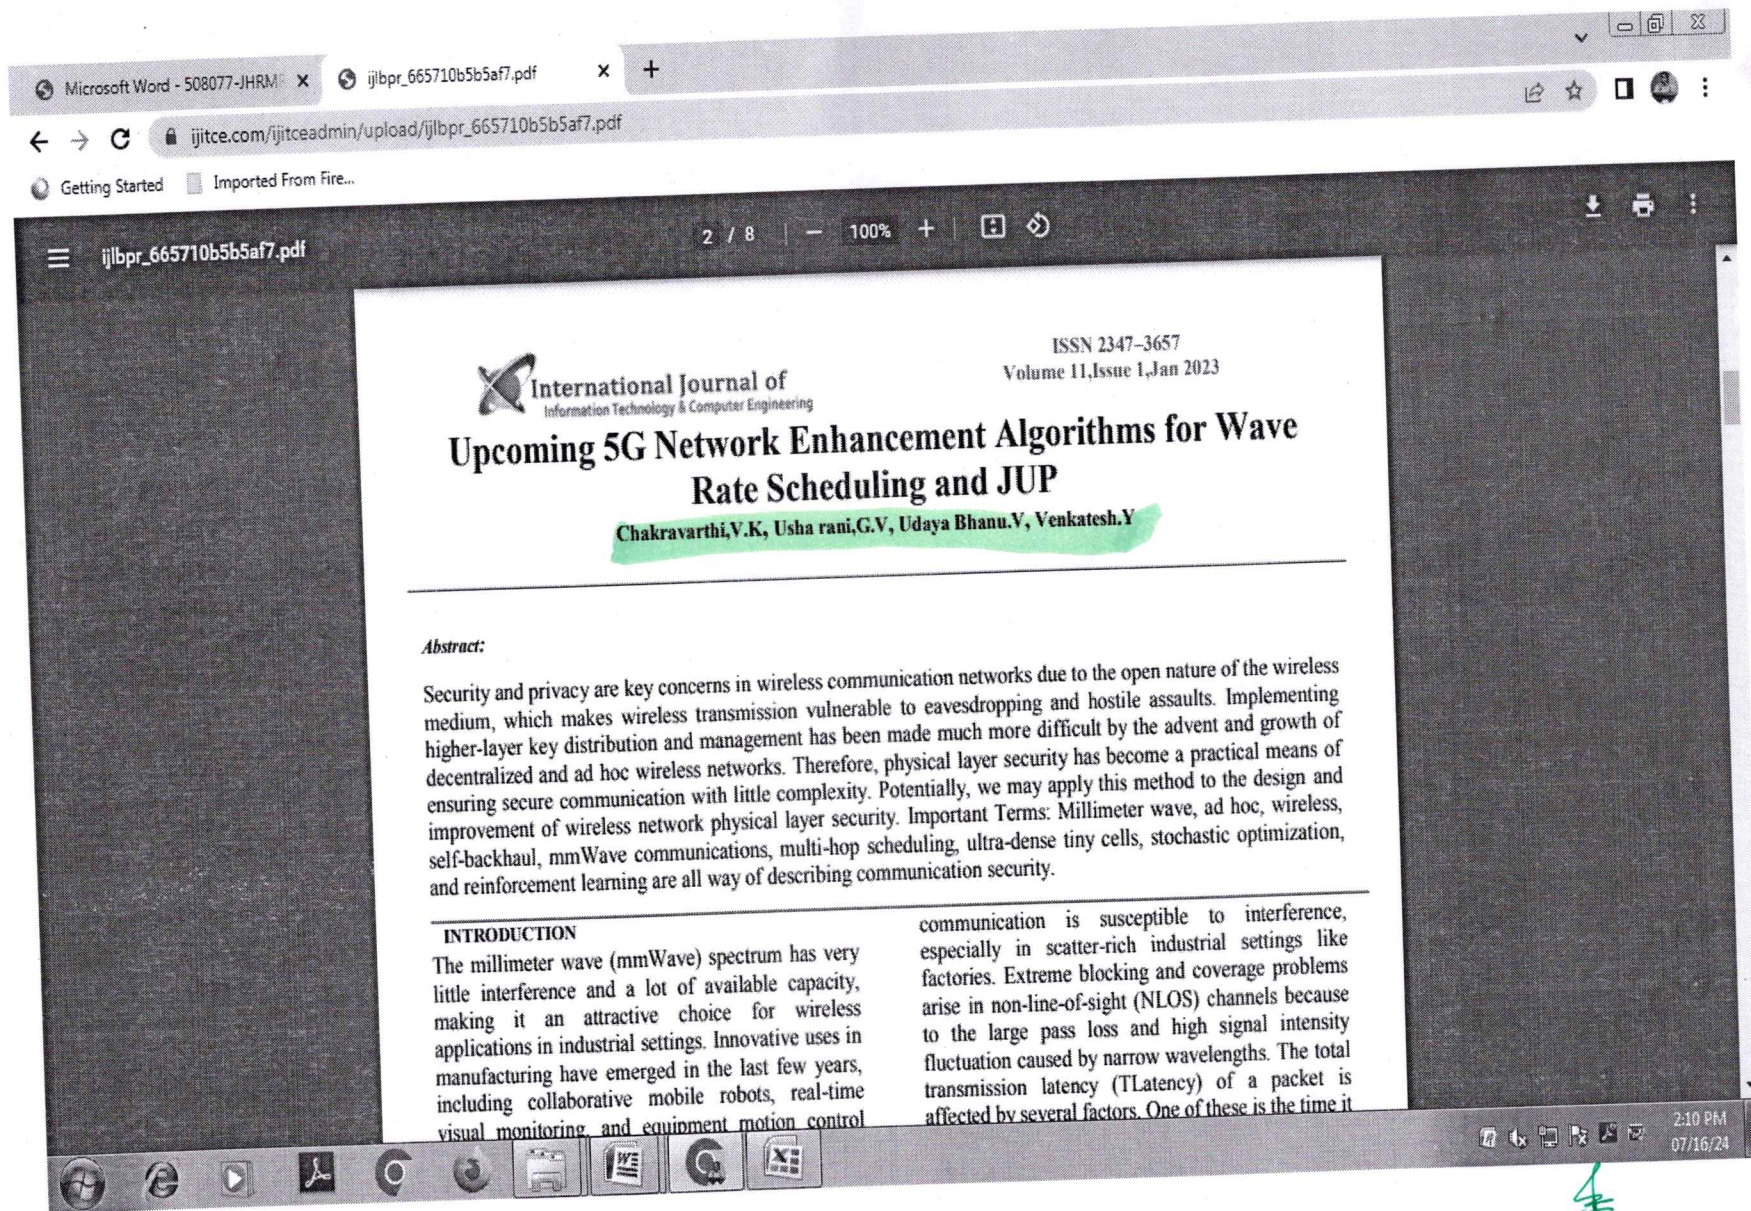 Microsoft Word - 508077-JHRM
ijlbpr_665710b5b5af7.pdf
ijitce.com/ijitceadmin/upload/ijlbpr_665710b5b5af7.pdf
Getting Started
Imported From Fire...
ijlbpr_665710b5b5af7.pdf
2 / 8
100%
International Journal of
Information Technology & Computer Engineering
ISSN 2347-3657
Volume 11,Issue 1,Jan 2023
Upcoming 5G Network Enhancement Algorithms for Wave
Rate Scheduling and JUP
Chakravarthi,V.K, Usha rani,G.V, Udaya Bhanu.V, Venkatesh.Y
Abstract:
Security and privacy are key concerns in wireless communication networks due to the open nature of the wireless
medium, which makes wireless transmission vulnerable to eavesdropping and hostile assaults. Implementing
higher-layer key distribution and management has been made much more difficult by the advent and growth of
decentralized and ad hoc wireless networks. Therefore, physical layer security has become a practical means of
ensuring secure communication with little complexity. Potentially, we may apply this method to the design and
improvement of wireless network physical layer security. Important Terms: Millimeter wave, ad hoc, wireless,
self-backhaul, mmWave communications, multi-hop scheduling, ultra-dense tiny cells, stochastic optimization,
and reinforcement learning are all way of describing communication security.
INTRODUCTION
The millimeter wave (mmWave) spectrum has very
little interference and a lot of available capacity,
making it an attractive choice for wireless
applications in industrial settings. Innovative uses in
manufacturing have emerged in the last few years,
including collaborative mobile robots, real-time
visual monitoring, and equipment motion control
communication is susceptible to interference,
especially in scatter-rich industrial settings like
factories. Extreme blocking and coverage problems
arise in non-line-of-sight (NLOS) channels because
to the large pass loss and high signal intensity
fluctuation caused by narrow wavelengths. The total
transmission latency (TLatency) of a packet is
affected by several factors. One of these is the time it
2:10 PM
07/16/24